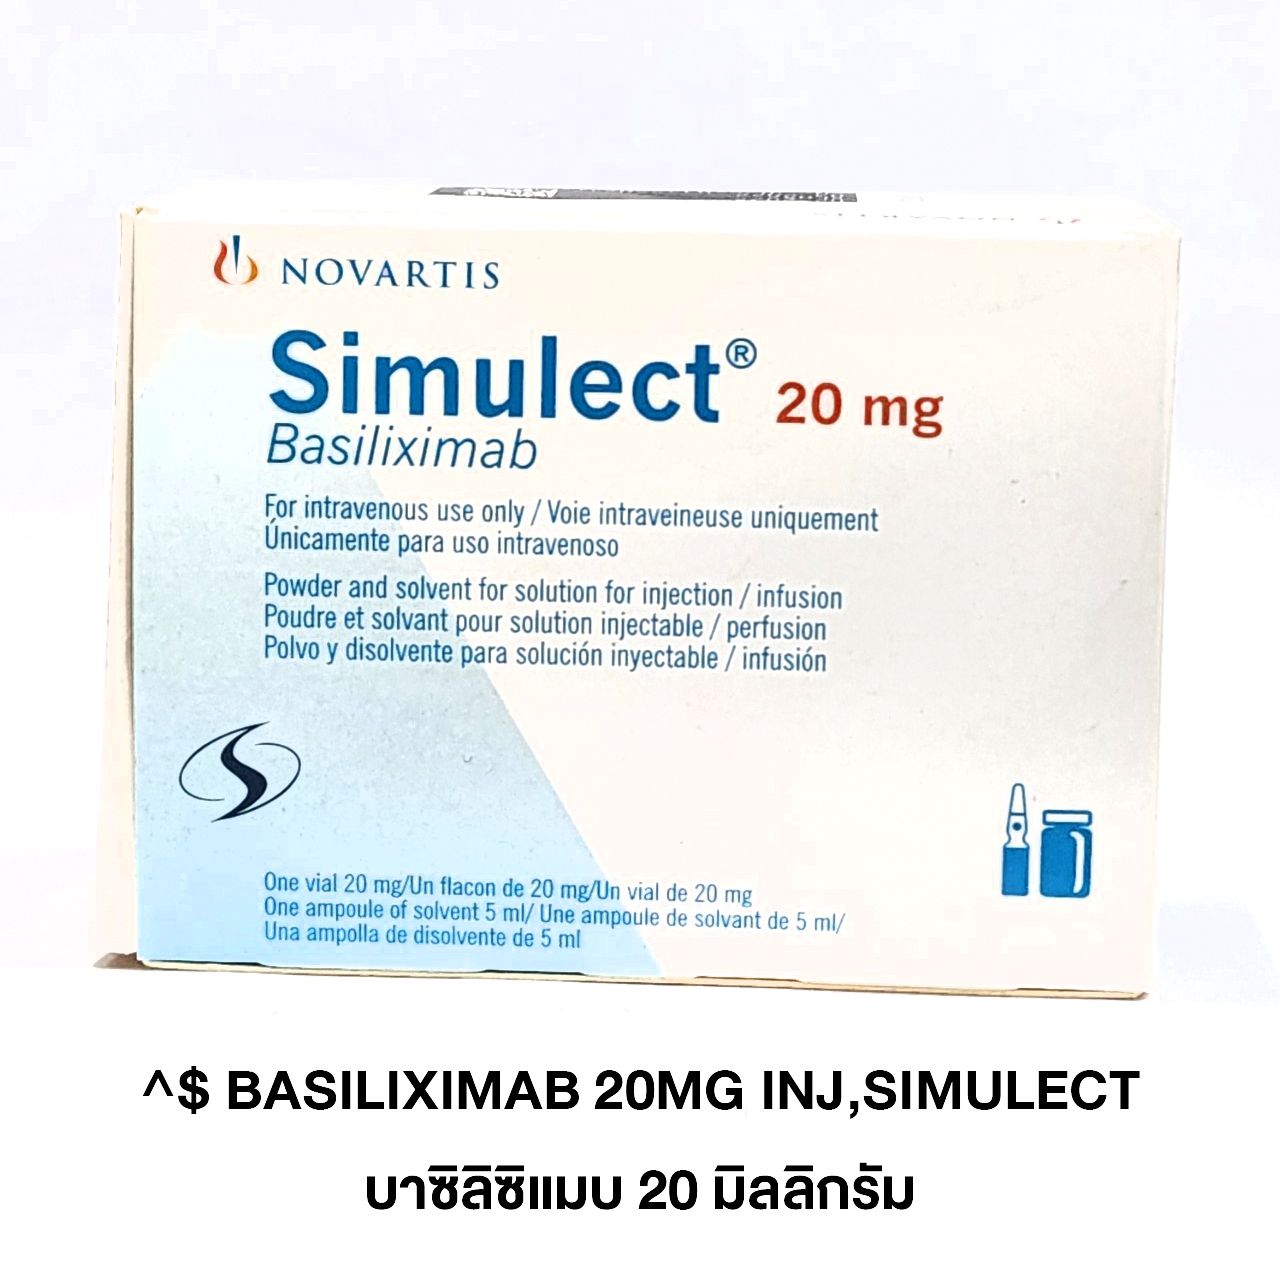 NOVARTIS
Simulect® 20 mg
Basiliximab
For intravenous use only / Voie intraveineuse uniquement
Únicamente para uso intravenoso
Powder and solvent for solution for injection / infusion
Poudre et solvant pour solution injectable / perfusion
Polvo y disolvente para solución inyectable / infusión
One vial 20 mg/Un flacon de 20 mg/Un vial de 20 mg
One ampoule of solvent 5 ml/ Une ampoule de solvant de 5 ml/
Una ampolla de disolvente de 5 ml
^$ BASILIXIMAB 20MG INJ,SIMULECT
บาซิลิซิแมบ 20 มิลลิกรัม